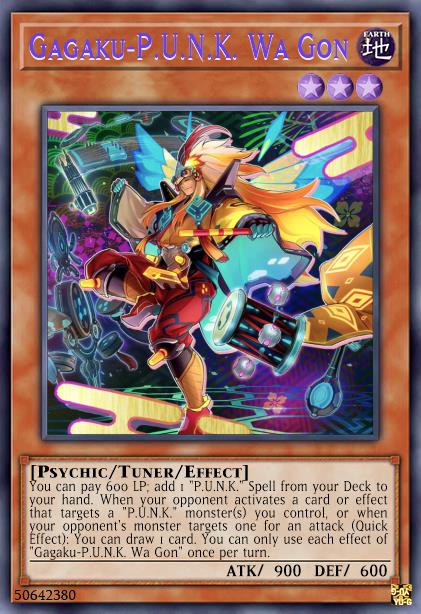 Gagaku-P.U.N.K. Wa Gon
EARTH
地
[Psychic/Tuner/Effect]
You can pay 600 LP; add 1 "P.U.N.K." Spell from your Deck to
your hand. When your opponent activates a card or effect
that targets a "P.U.N.K." monster(s) you control, or when
your opponent's monster targets one for an attack (Quick
Effect): You can draw 1 card. You can only use each effect of
"Gagaku-P.U.N.K. Wa Gon" once per turn.
ATK/ 900 DEF/ 600
50642380